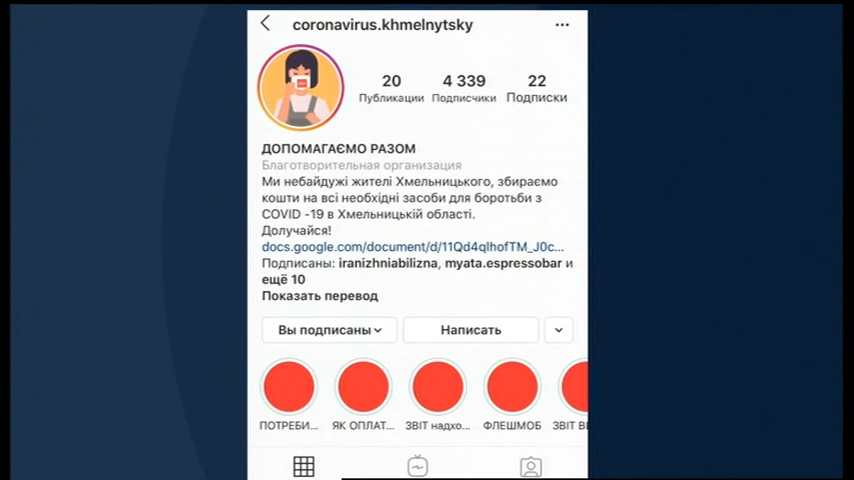 coronavirus.khmelnytsky
20 4 339 22
Публикации Подписчики Подписки
ДОПОМАГАЄМО РАЗОМ
Благотворительная организация
Ми небайдужі жителі Хмельницького, збираємо
кошти на всі необхідні засоби для боротьби з
COVID -19 в Хмельницькій області.
Долучайся!
docs.google.com/document/d/11Qd4qlhofTM_J0c...
Подписаны: iranizhniabilizna, myata.espressobar и
ещё 10
Показать перевод
Вы подписаны Написать
ПОТРЕБИ... ЯК ОПЛАТ... ЗВІТ надхо... ФЛЕШМОБ ЗВІТ ВИ